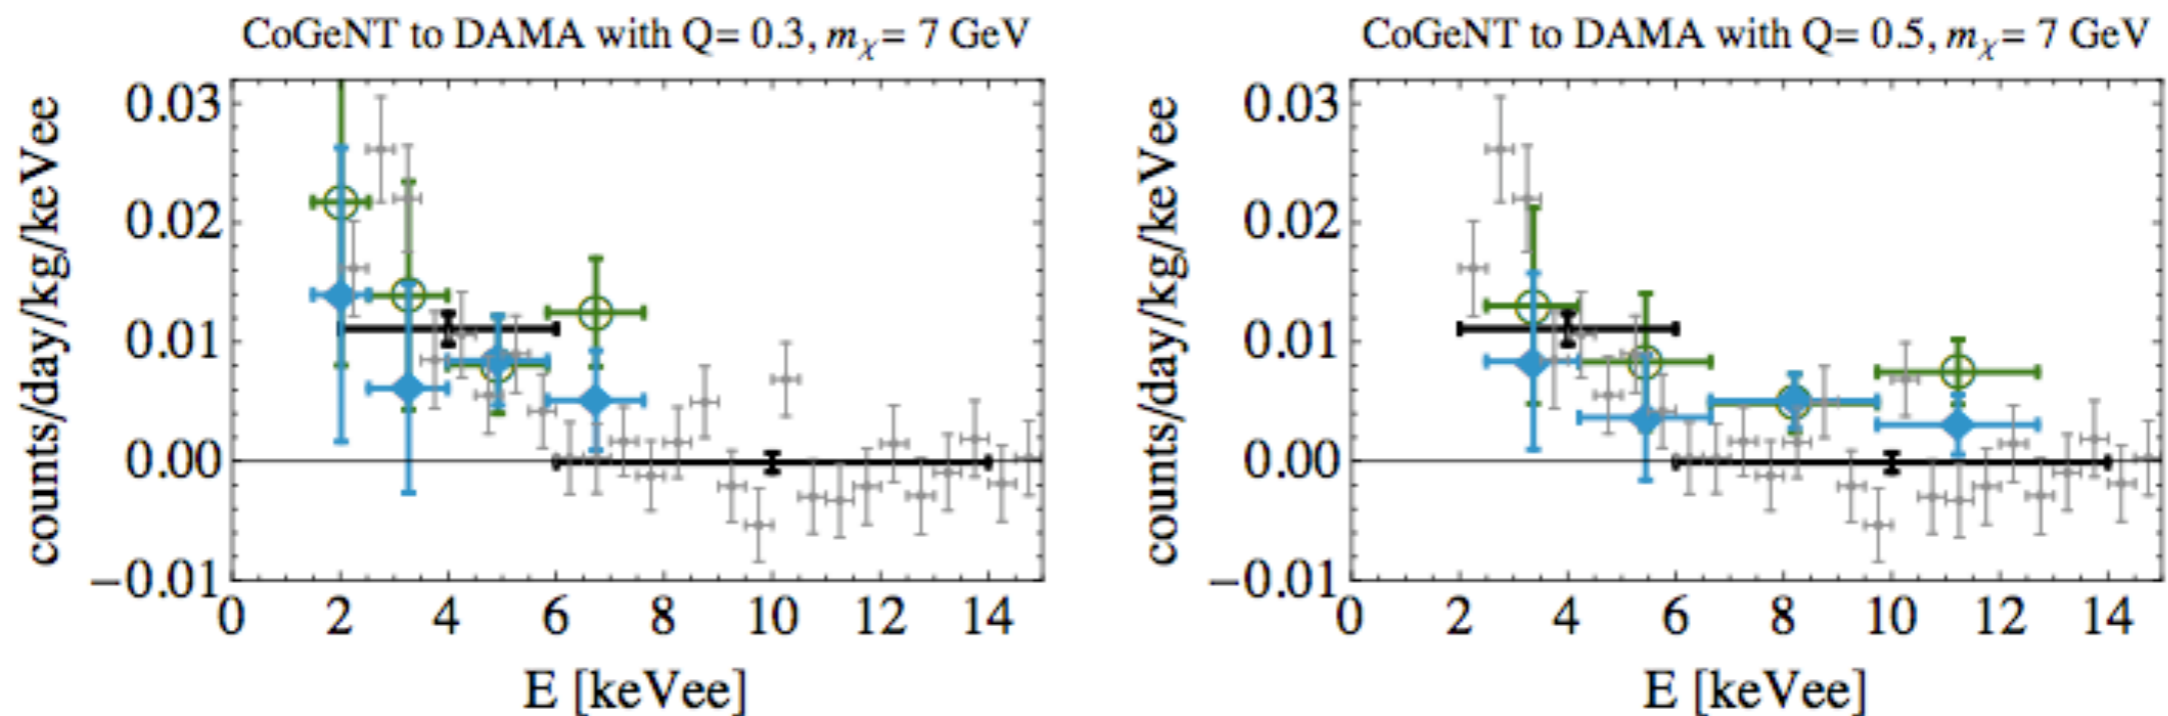 CoGeNT to DAMA with Q= 0.3, mχ= 7 GeV
counts/day/kg/keVee
0.03
0.02
0.01
0.00
−0.01
0 2 4 6 8 10 12 14
E [keVee]
CoGeNT to DAMA with Q= 0.5, mχ= 7 GeV
counts/day/kg/keVee
0.03
0.02
0.01
0.00
−0.01
0 2 4 6 8 10 12 14
E [keVee]